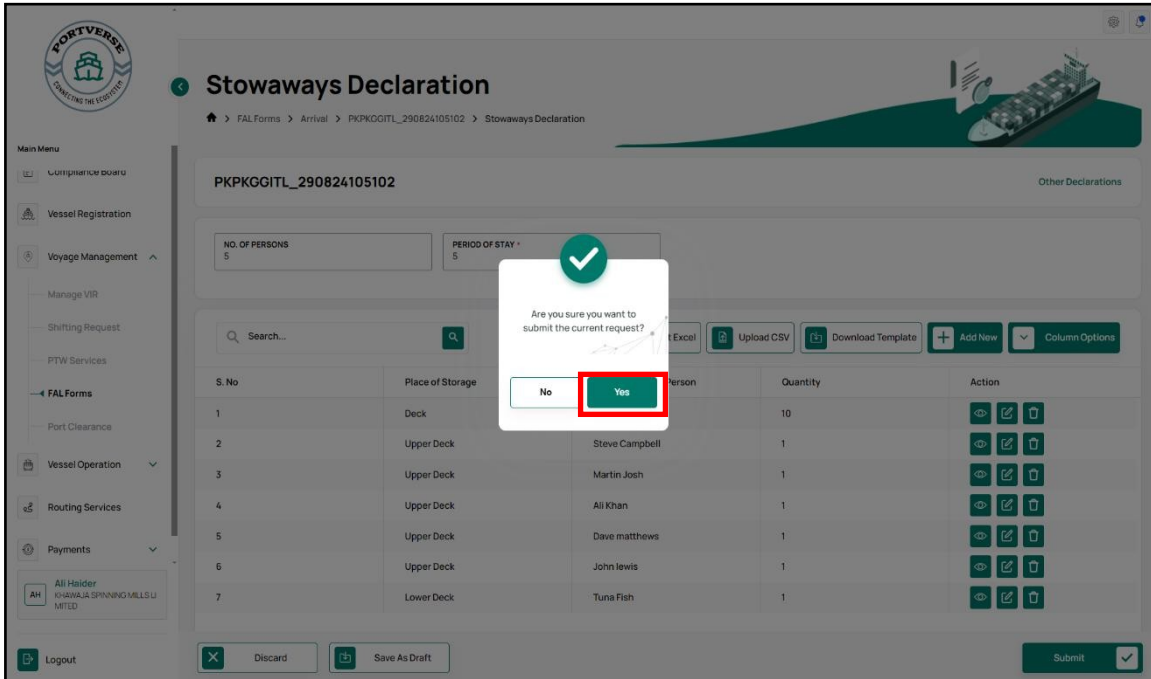 PORTVERSE
CONNECTING THE ECOSYSTEM
Stowaways Declaration
> FAL Forms > Arrival > PKPKGGITL_290824105102 > Stowaways Declaration
Main Menu
Compliance Board
Vessel Registration
Voyage Management
Manage VIR
Shifting Request
PTW Services
FAL Forms
Port Clearance
Vessel Operation
Routing Services
Payments
AH
Ali Haider
KHAWAJA SPINNING MILLS LI
MITED
Logout
PKPKGGITL_290824105102
Other Declarations
NO. OF PERSONS
5
PERIOD OF STAY *
5
Are you sure you want to
submit the current request?
No
Yes
Search...
Excel
Upload CSV
Download Template
Add New
Column Options
S. No Place of Storage Person Quantity Action
1 Deck 10
2 Upper Deck Steve Campbell 1
3 Upper Deck Martin Josh 1
4 Upper Deck Ali Khan 1
5 Upper Deck Dave matthews 1
6 Upper Deck John lewis 1
7 Lower Deck Tuna Fish 1
Discard
Save As Draft
Submit